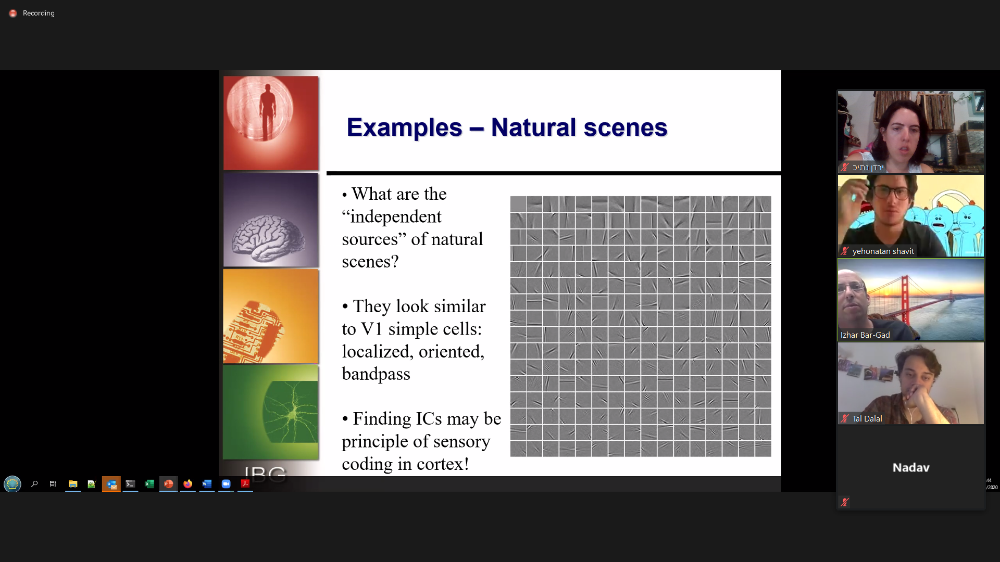 Recording
Examples – Natural scenes
• What are the
“independent
sources” of natural
scenes?
• They look similar
to V1 simple cells:
localized, oriented,
bandpass
• Finding ICs may be
principle of sensory
coding in cortex!
IBG
ירדן נתיב
yehonatan shavit
Izhar Bar-Gad
Tal Dalal
Nadav
:44
/2020